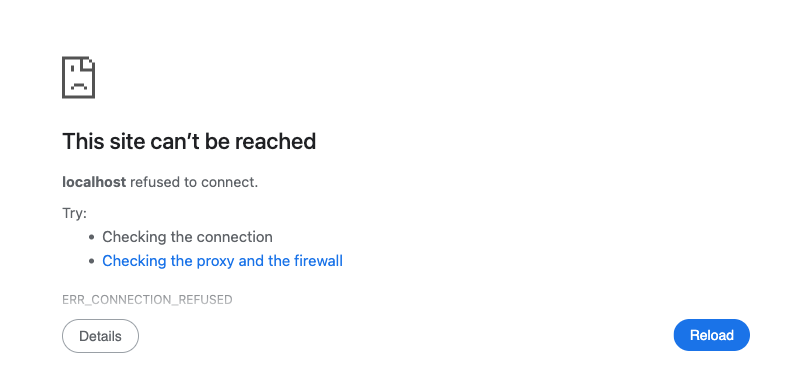 This site can’t be reached
localhost refused to connect.
Try:
• Checking the connection
• Checking the proxy and the firewall
ERR_CONNECTION_REFUSED
Details
Reload